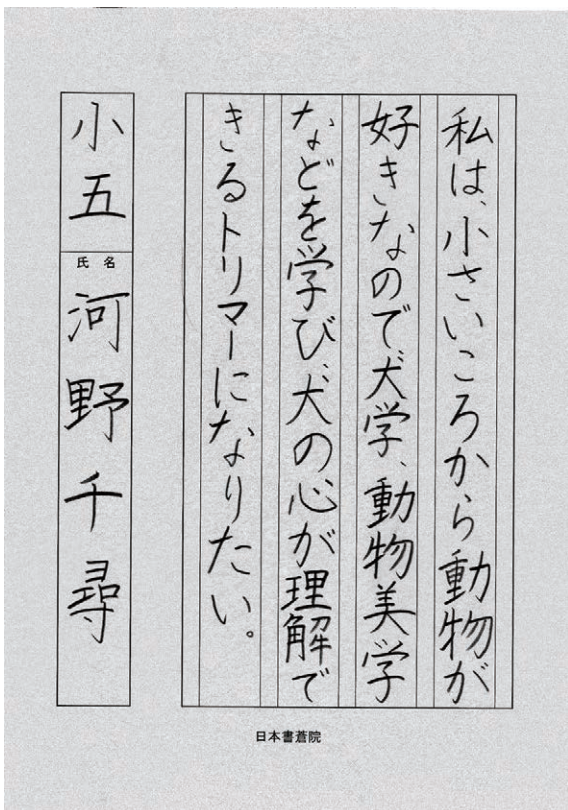 私は、小さいころから動物が
好きなので犬学、動物美学
などを学び、犬の心が理解で
きるトリマーになりたい。
小五
氏名
河野千尋
日本書蒼院